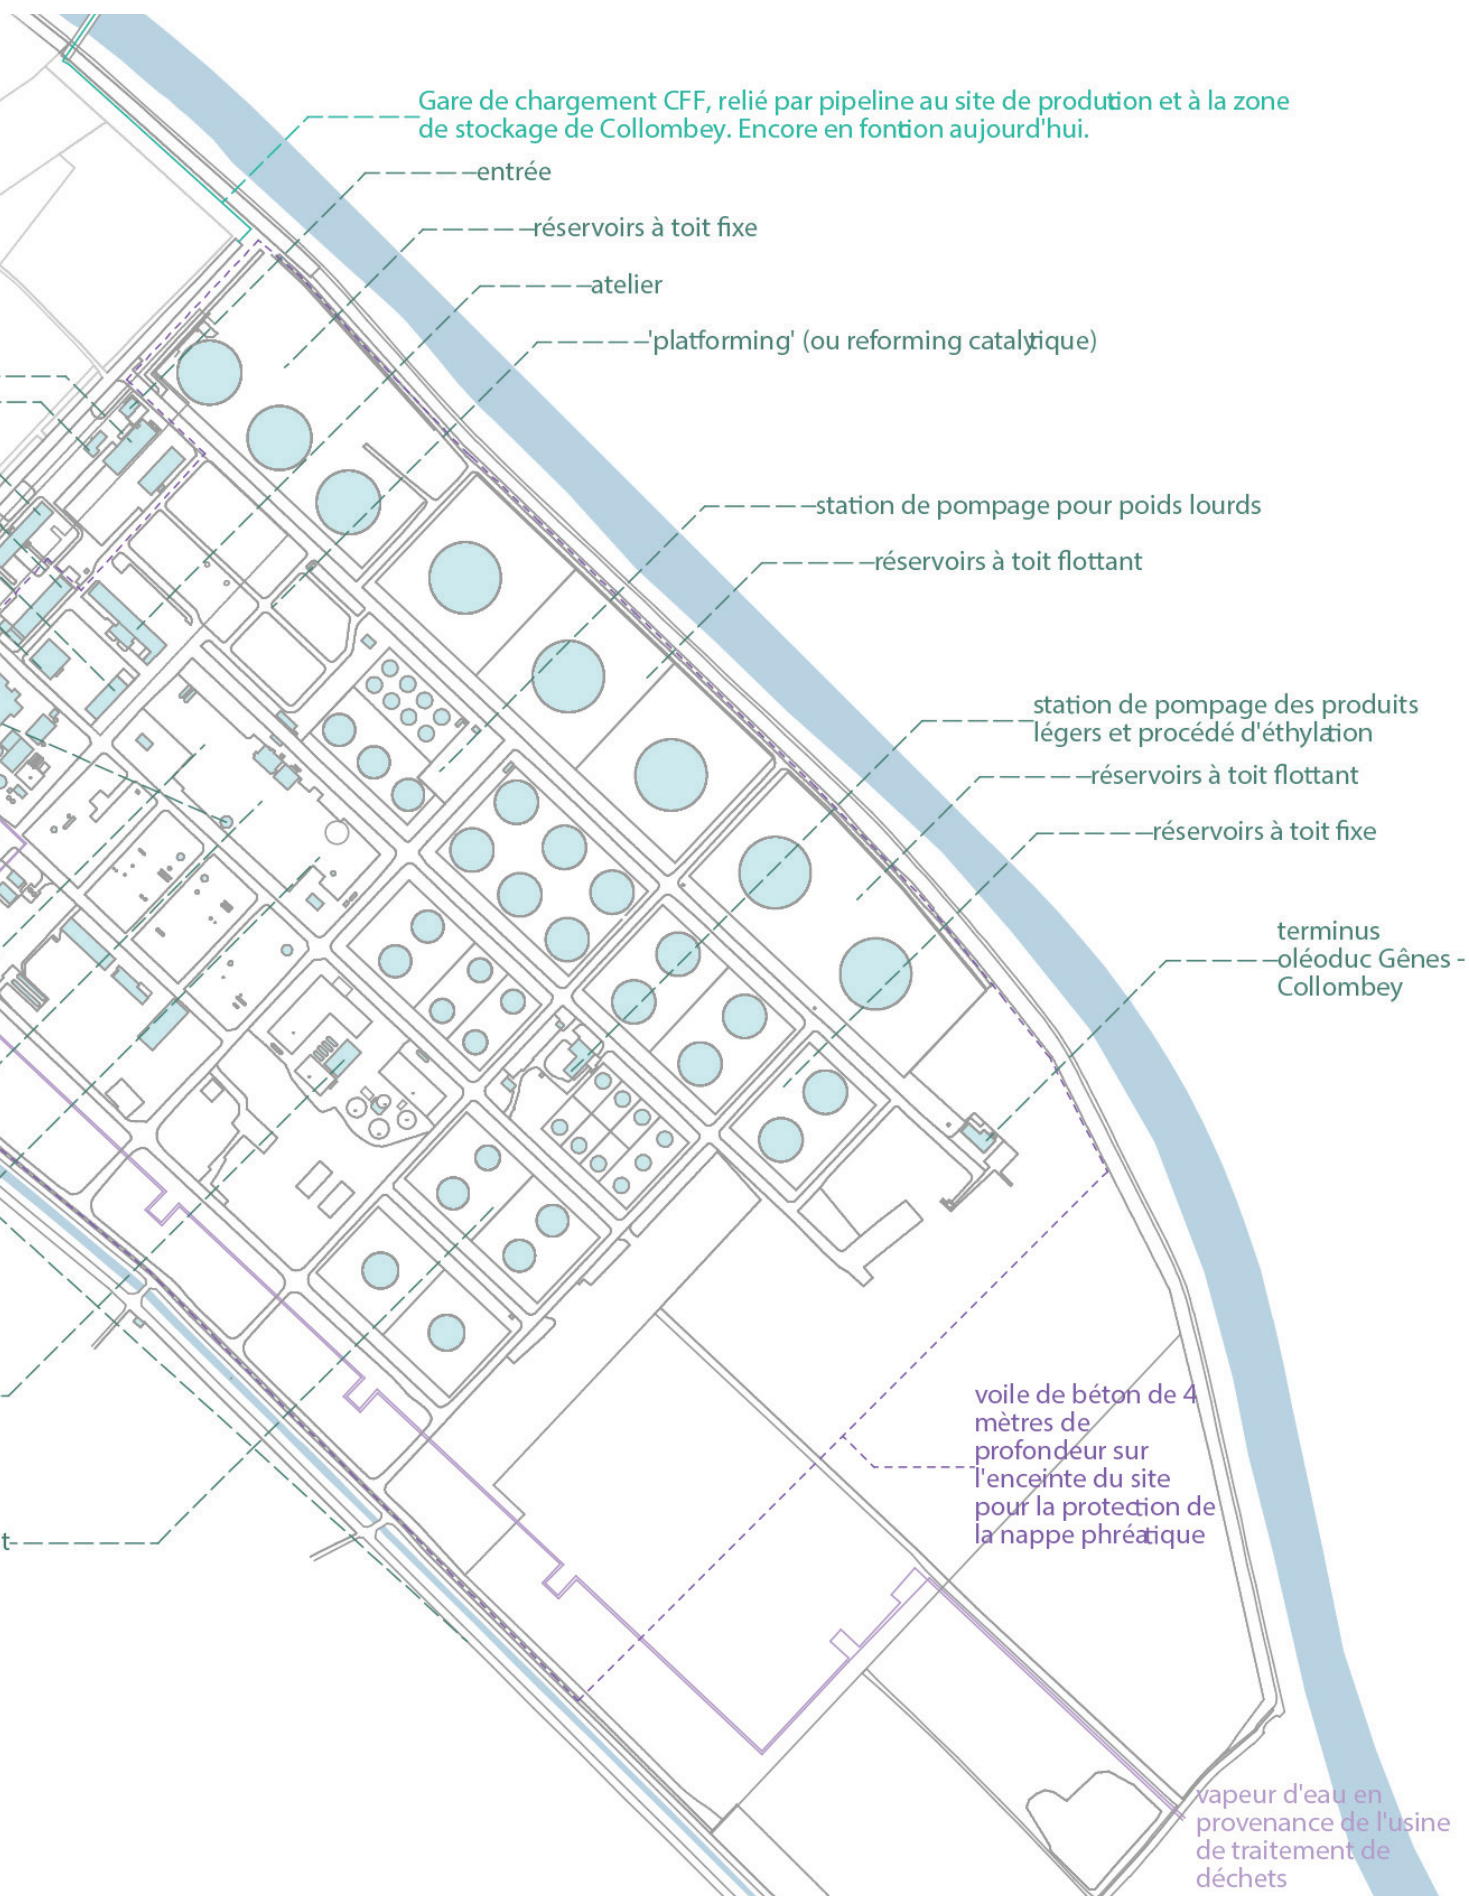 Gare de chargement CFF, relié par pipeline au site de production et à la zone
de stockage de Collombey. Encore en fontion aujourd'hui.
entrée
réservoirs à toit fixe
atelier
'platforming' (ou reforming catalytique)
station de pompage pour poids lourds
réservoirs à toit flottant
station de pompage des produits
légers et procédé d'éthylation
réservoirs à toit flottant
réservoirs à toit fixe
terminus
oléoduc Gênes -
Collombey
voile de béton de 4
mètres de
profondeur sur
l'enceinte du site
pour la protection de
la nappe phréatique
t
vapeur d'eau en
provenance de l'usine
de traitement de
déchets